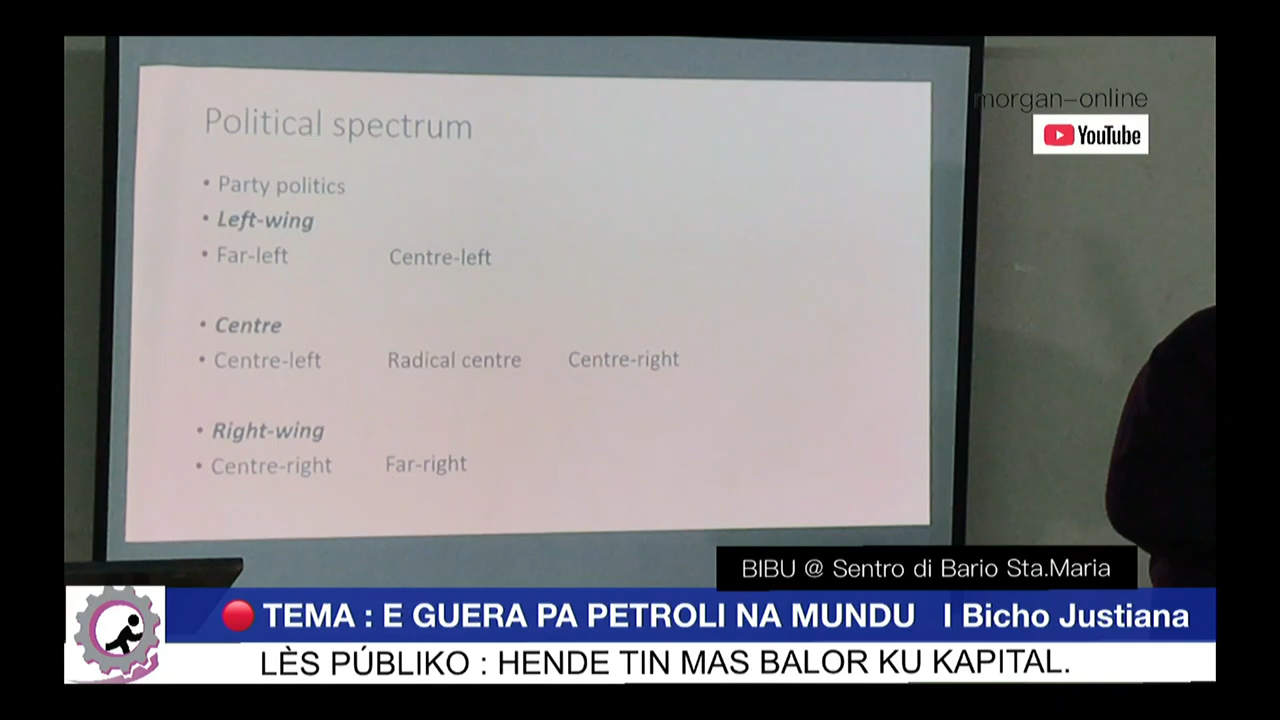 Political spectrum
• Party politics
• Left-wing
• Far-left Centre-left
• Centre
• Centre-left Radical centre Centre-right
• Right-wing
• Centre-right Far-right
morgan-online
YouTube
BIBU @ Sentro di Bario Sta.Maria
TEMA : E GUERA PA PETROLI NA MUNDU I Bicho Justiana
LÈS PÚBLIKO : HENDE TIN MAS BALOR KU KAPITAL.